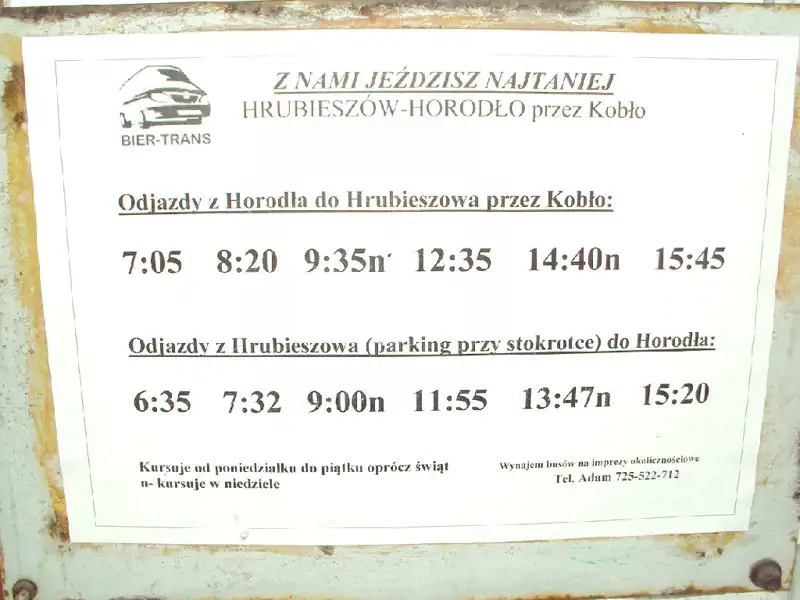 Z NAMI JEŹDZISZ NAJTANIEJ
HRUBIESZÓW-HORODŁO przez Kobło
BIER-TRANS
Odjazdy z Horodła do Hrubieszowa przez Kobło:
7:05 8:20 9:35n 12:35 14:40n 15:45
Odjazdy z Hrubieszowa (parking przy stokrotce) do Horodła:
6:35 7:32 9:00n 11:55 13:47n 15:20
Kursuje od poniedziałku do piątku oprócz świąt
n- kursuje w niedziele
Wynajem busów na imprezy okolicznościowe
Tel. Adam 725-522-712